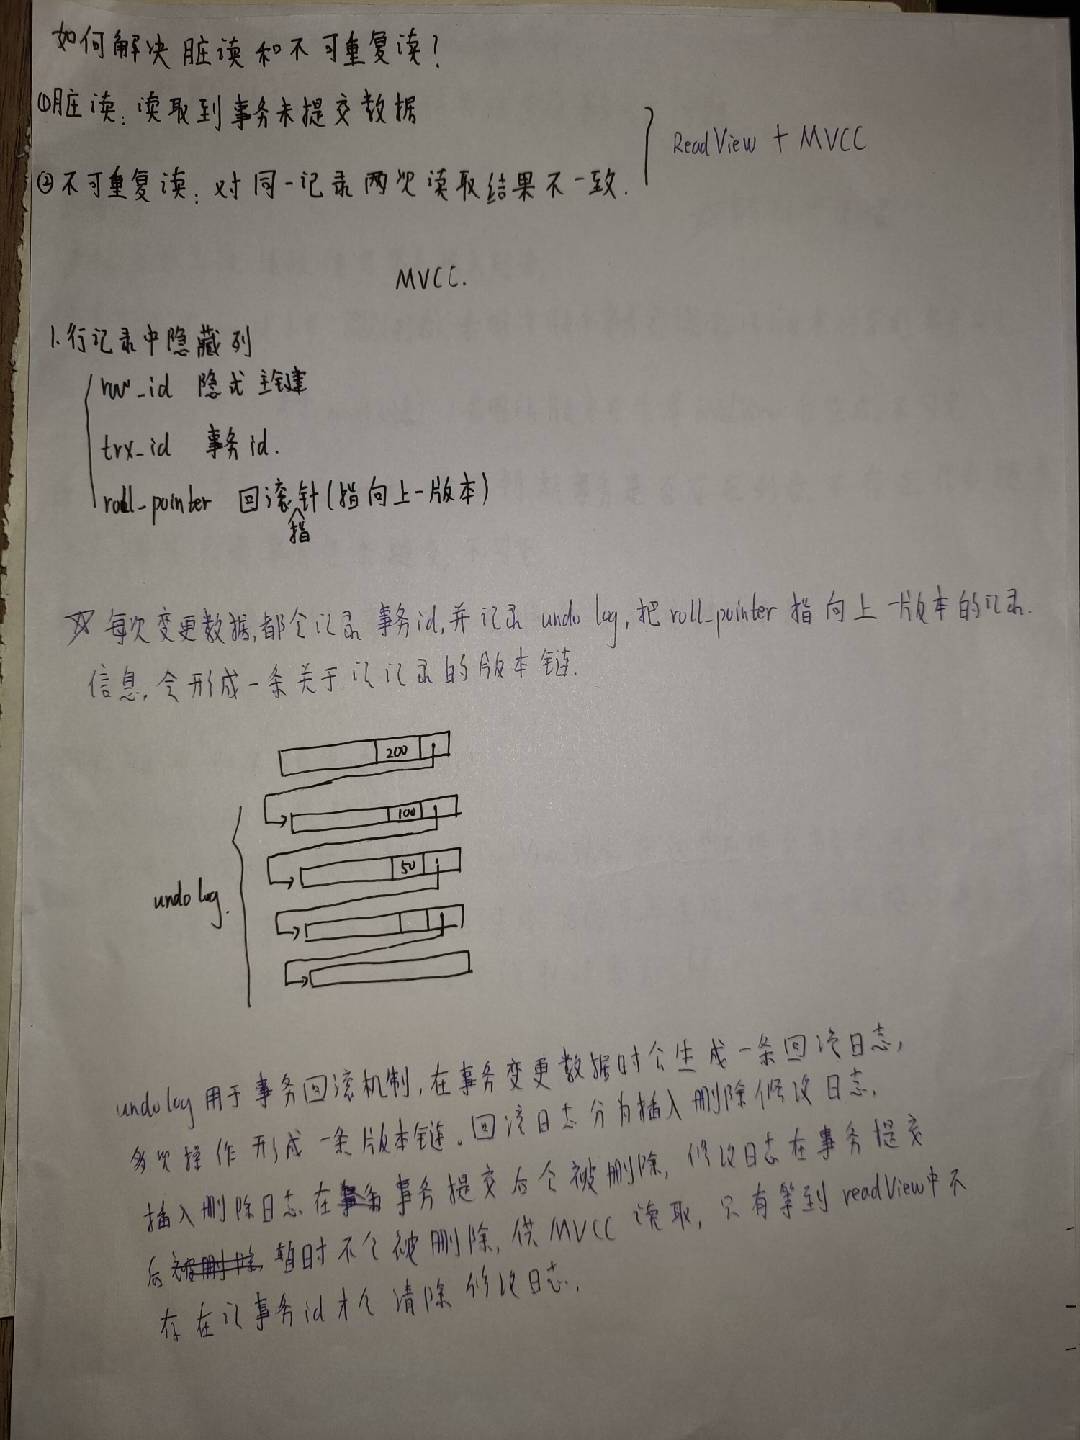 如何解决脏读和不可重复读?
①脏读:读取到事务未提交数据
ReadView + MVCC
②不可重复读:对同一记录两次读取结果不一致.
MVCC.
1.行记录中隐藏列
row_id 隐式主键
trx_id 事务id.
roll_pointer 回滚指针(指向上一版本)
☆每次变更数据,都会记录事务id,并记录 undo log,把 roll_pointer 指向上一版本的记录.
信息,会形成一条关于该记录的版本链.
200
100
50
undo log.
undo log 用于事务回滚机制,在事务变更数据时会生成一条回滚日志,
多次操作形成一条版本链。回滚日志分为插入删除修改日志.
插入删除日志在事务提交后会被删除,修改日志在事务提交
后暂时不会被删除,供MVCC读取,只有等到readView中不
存在该事务id才会清除修改日志.